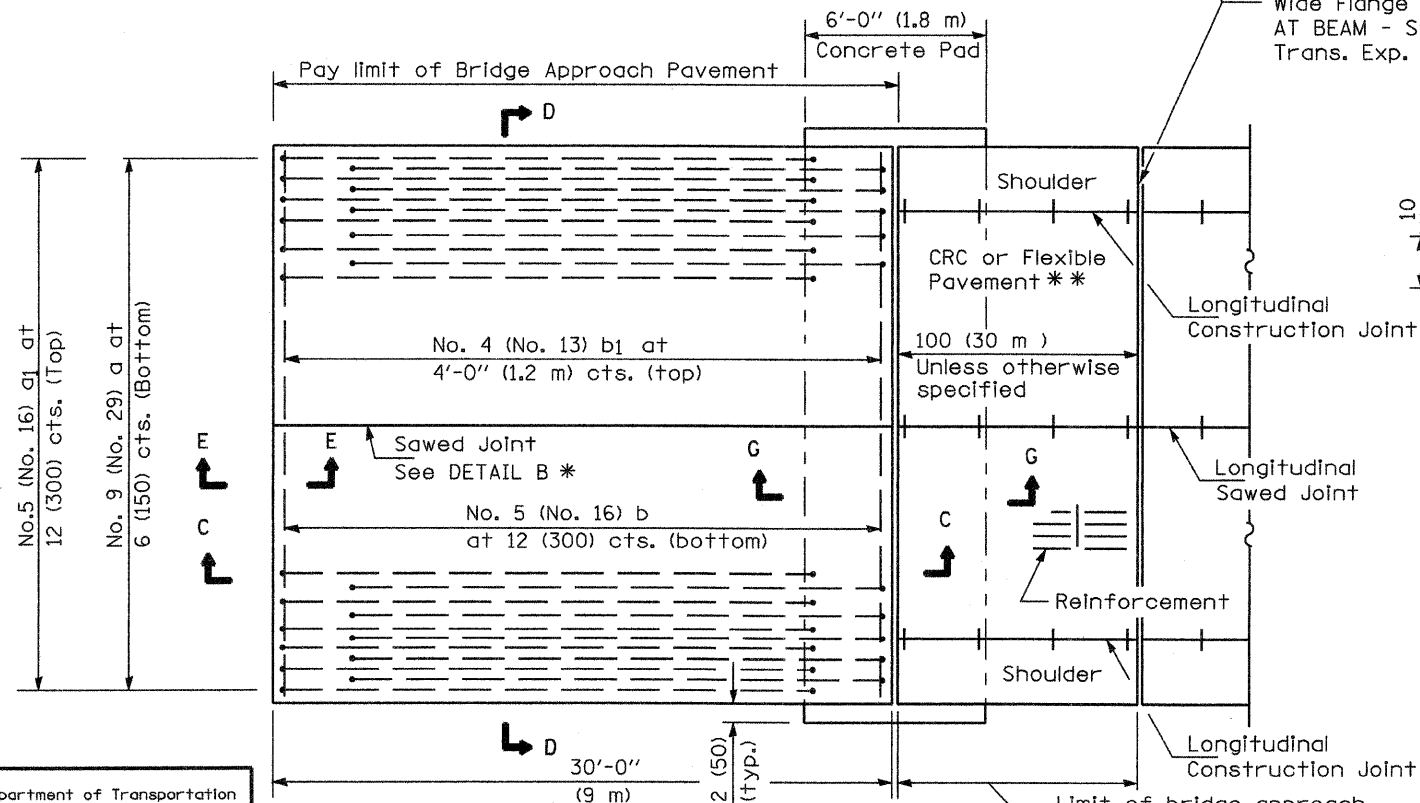 Wide Flange
AT BEAM - S
Trans. Exp.
6'-0" (1.8 m)
Concrete Pad
Pay limit of Bridge Approach Pavement
D
Shoulder
10
CRC or Flexible
Pavement * *
Longitudinal
Construction Joint
No. 4 (No. 13) b1 at
4'-0" (1.2 m) cts. (top)
100 (30 m )
Unless otherwise
specified
No.5 (No. 16) a1 at
12 (300) cts. (Top)
No. 9 (No. 29) a at
6 (150) cts. (Bottom)
E
E
Sawed Joint
See DETAIL B *
G
G
Longitudinal
Sawed Joint
C
No. 5 (No. 16) b
at 12 (300) cts. (bottom)
C
Reinforcement
Shoulder
D
2 (50)
(typ.)
Longitudinal
Construction Joint
30'-0"
(9 m)
partment of Transportation
Limit of bridge approach